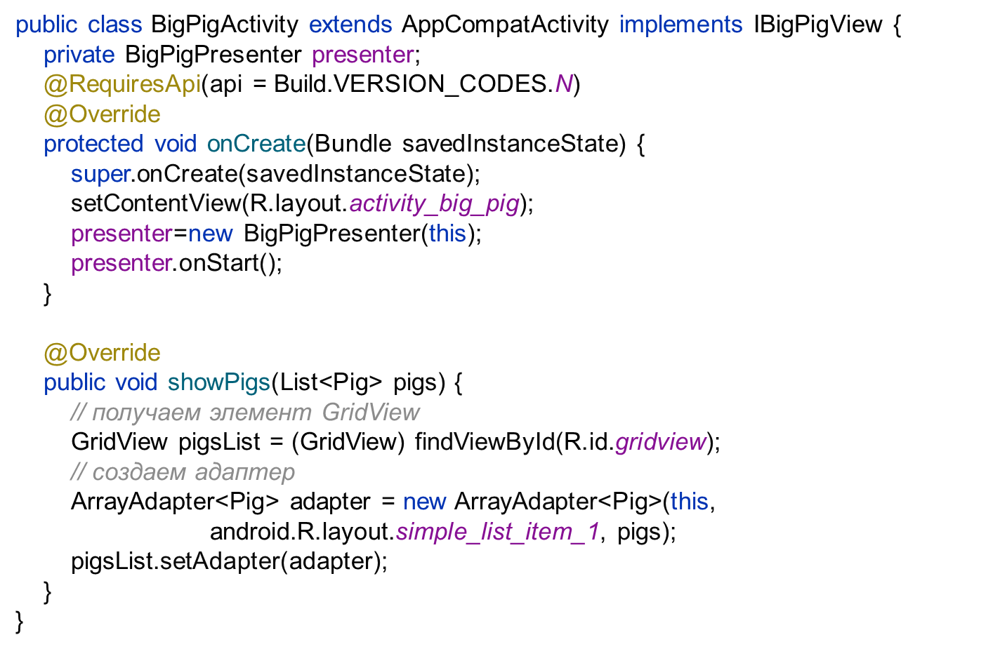 public class BigPigActivity extends AppCompatActivity implements IBigPigView {
private BigPigPresenter presenter;
@RequiresApi(api = Build.VERSION_CODES.N)
@Override
protected void onCreate(Bundle savedInstanceState) {
super.onCreate(savedInstanceState);
setContentView(R.layout.activity_big_pig);
presenter=new BigPigPresenter(this);
presenter.onStart();
}
@Override
public void showPigs(List<Pig> pigs) {
// получаем элемент GridView
GridView pigsList = (GridView) findViewById(R.id.gridview);
// создаем адаптер
ArrayAdapter<Pig> adapter = new ArrayAdapter<Pig>(this,
android.R.layout.simple_list_item_1, pigs);
pigsList.setAdapter(adapter);
}
}